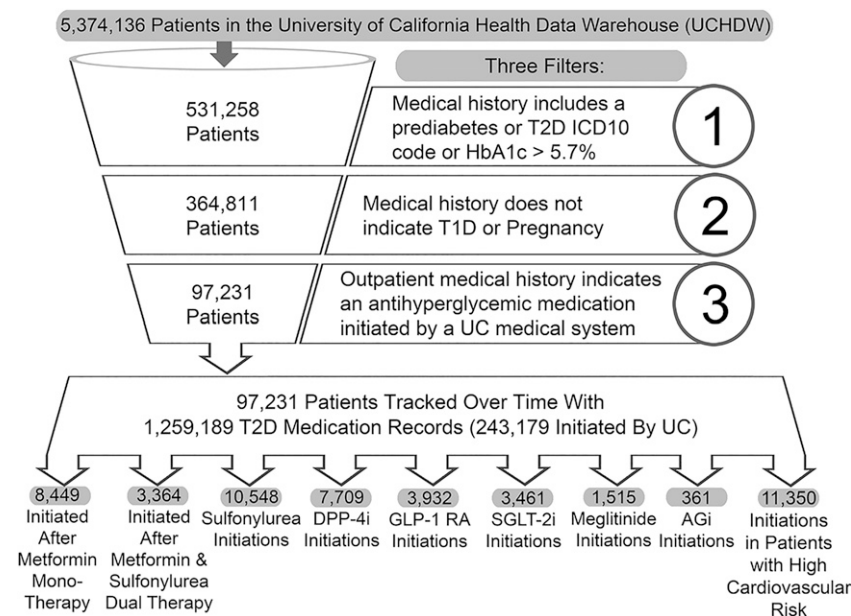 5,374,136 Patients in the University of California Health Data Warehouse (UCHDW)
Three Filters:
531,258
Patients
Medical history includes a
prediabetes or T2D ICD10
code or HbA1c > 5.7%
1
364,811
Patients
Medical history does not
indicate T1D or Pregnancy
2
97,231
Patients
Outpatient medical history indicates
an antihyperglycemic medication
initiated by a UC medical system
3
97,231 Patients Tracked Over Time With
1,259,189 T2D Medication Records (243,179 Initiated By UC)
8,449
Initiated
After
Metformin
Mono-
Therapy
3,364
Initiated
After
Metformin &
Sulfonylurea
Dual Therapy
10,548
Sulfonylurea
Initiations
7,709
DPP-4i
Initiations
3,932
GLP-1 RA
Initiations
3,461
SGLT-2i
Initiations
1,515
Meglitinide
Initiations
361
AGi
Initiations
11,350
Initiations
in Patients
with High
Cardiovascular
Risk